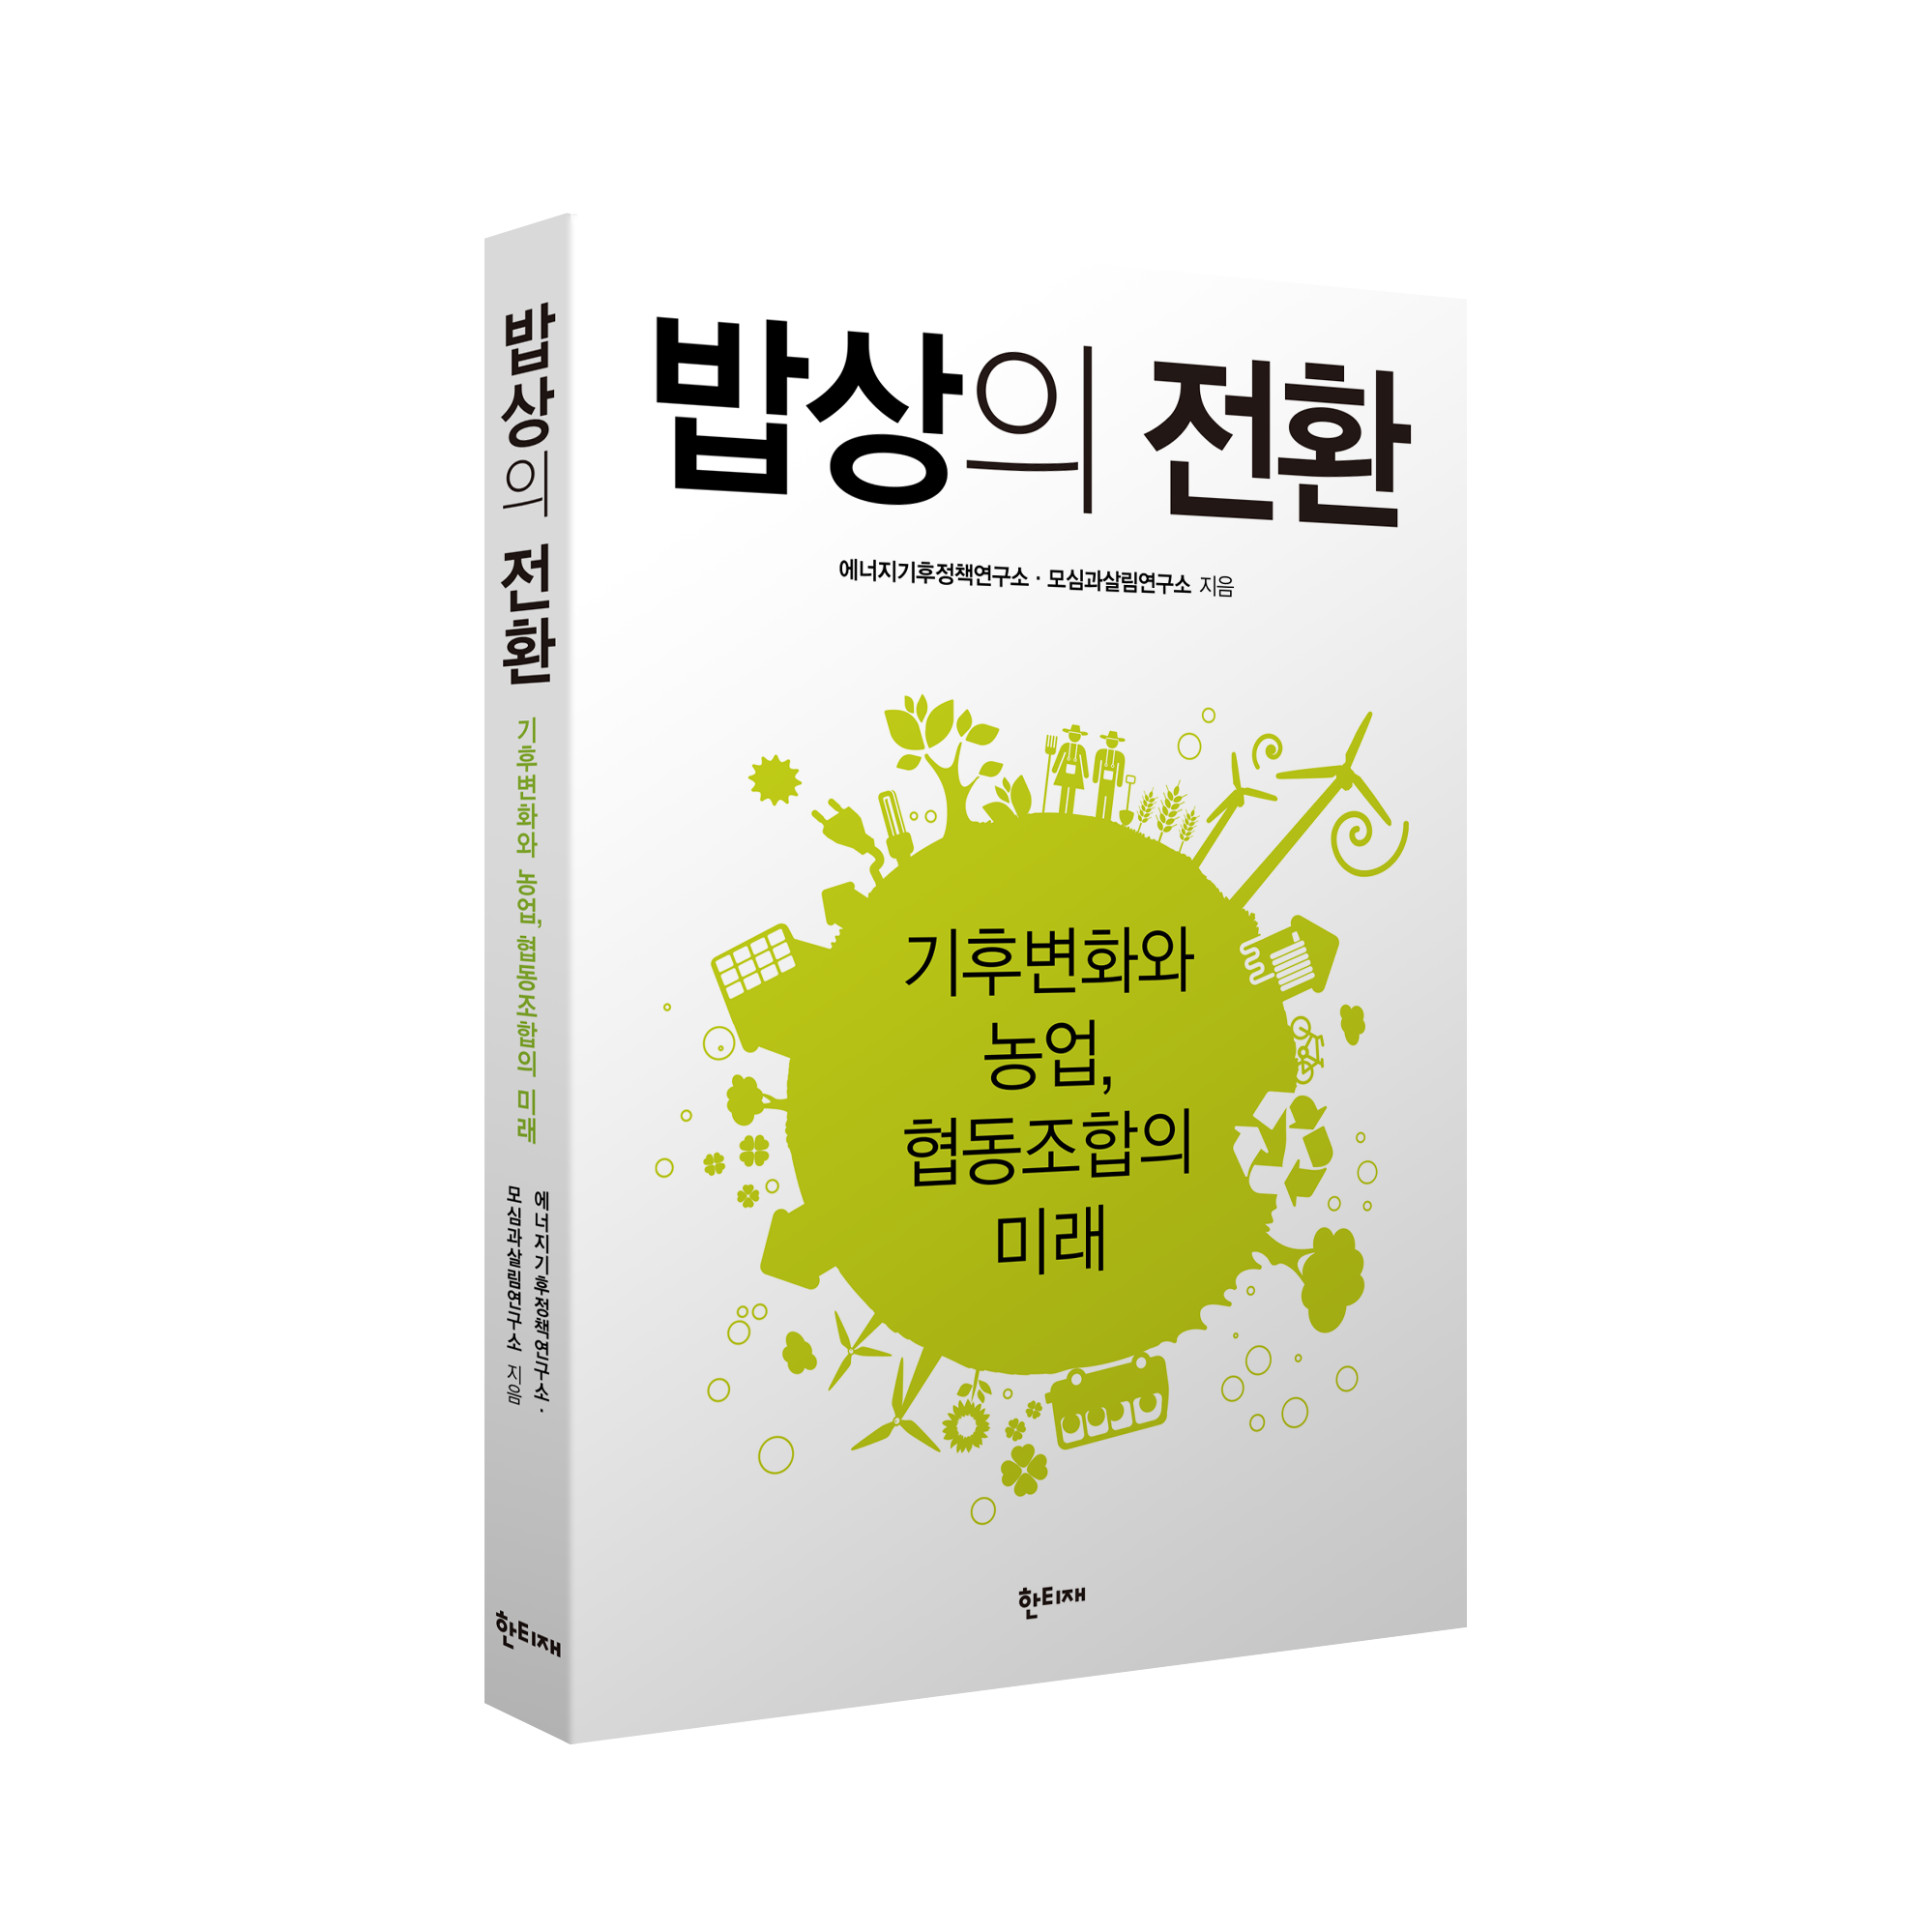 밥상의 전환
에너지기후정책연구소 · 모심과살림연구소 지음
기후변화와
농업,
협동조합의
미래
한티재
밥상의 전환
기후변화와 농업, 협동조합의 미래
에너지기후정책연구소 ·
모심과살림연구소 지음
한티재